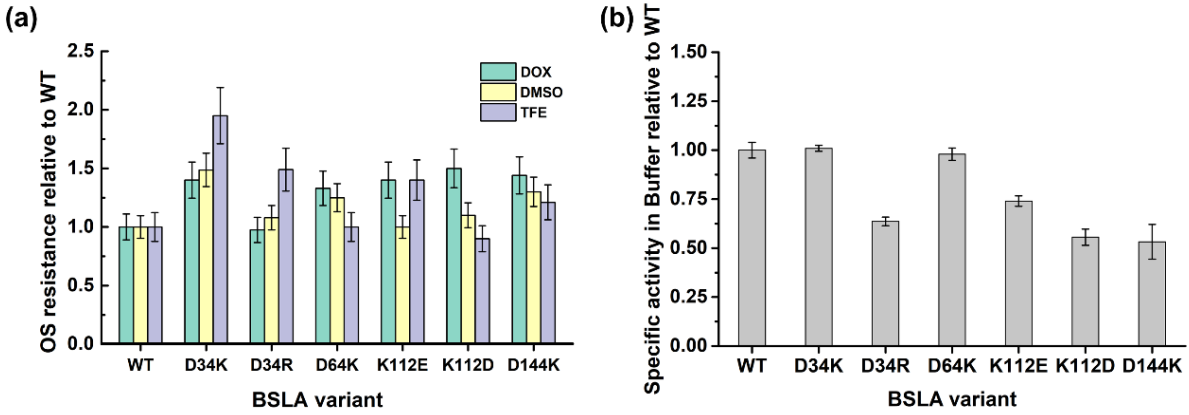 (a)
OS resistance relative to WT
2.5
2.0
1.5
1.0
0.5
0.0
DOX
DMSO
TFE
WT D34K D34R D64K K112E K112D D144K
BSLA variant
(b)
Specific activity in Buffer relative to WT
1.50
1.25
1.00
0.75
0.50
0.25
0.00
WT D34K D34R D64K K112E K112D D144K
BSLA variant